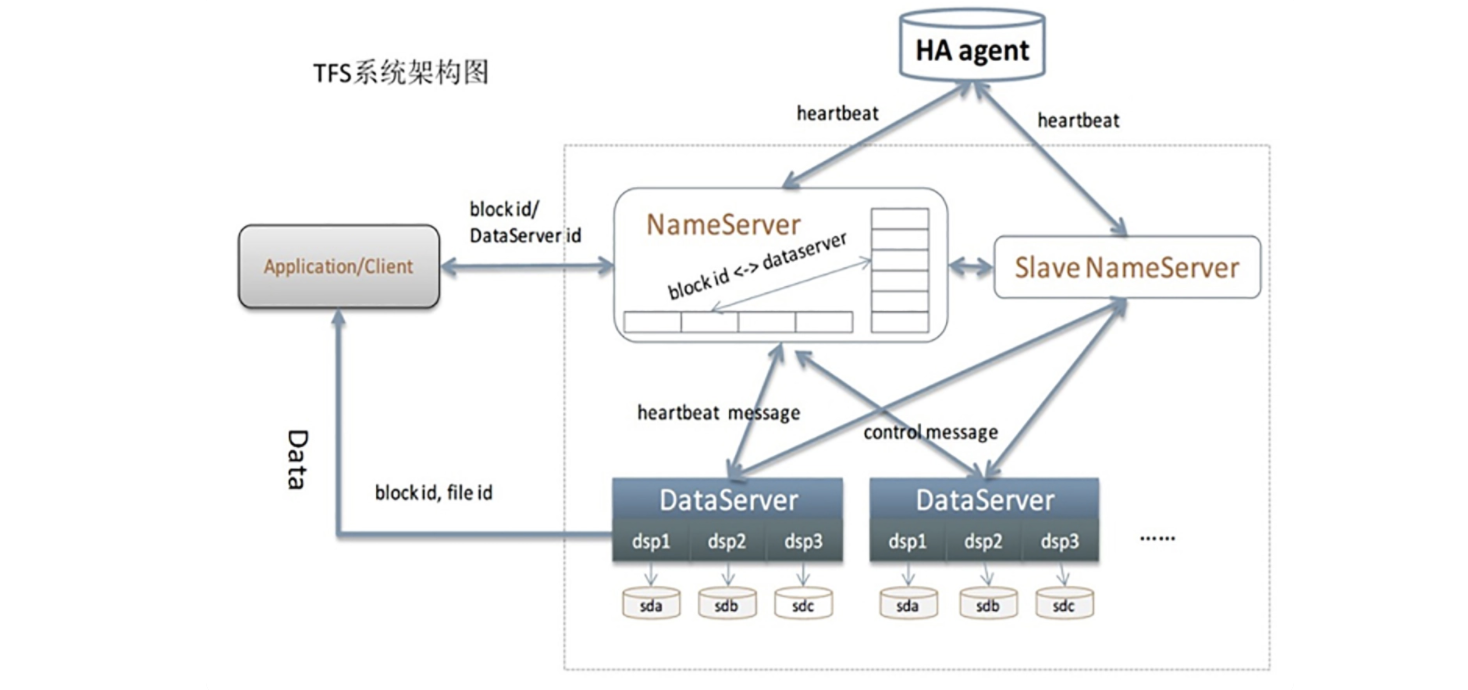 HA agent
TFS系统架构图
heartbeat
heartbeat
block id/
DataServer id
NameServer
block id <-> dataserver
Application/Client
Slave NameServer
heartbeat message
control message
Data
block id, file id
DataServer
DataServer
dsp1 dsp2 dsp3
dsp1 dsp2 dsp3
......
sda sdb sdc
sda sdb sdc